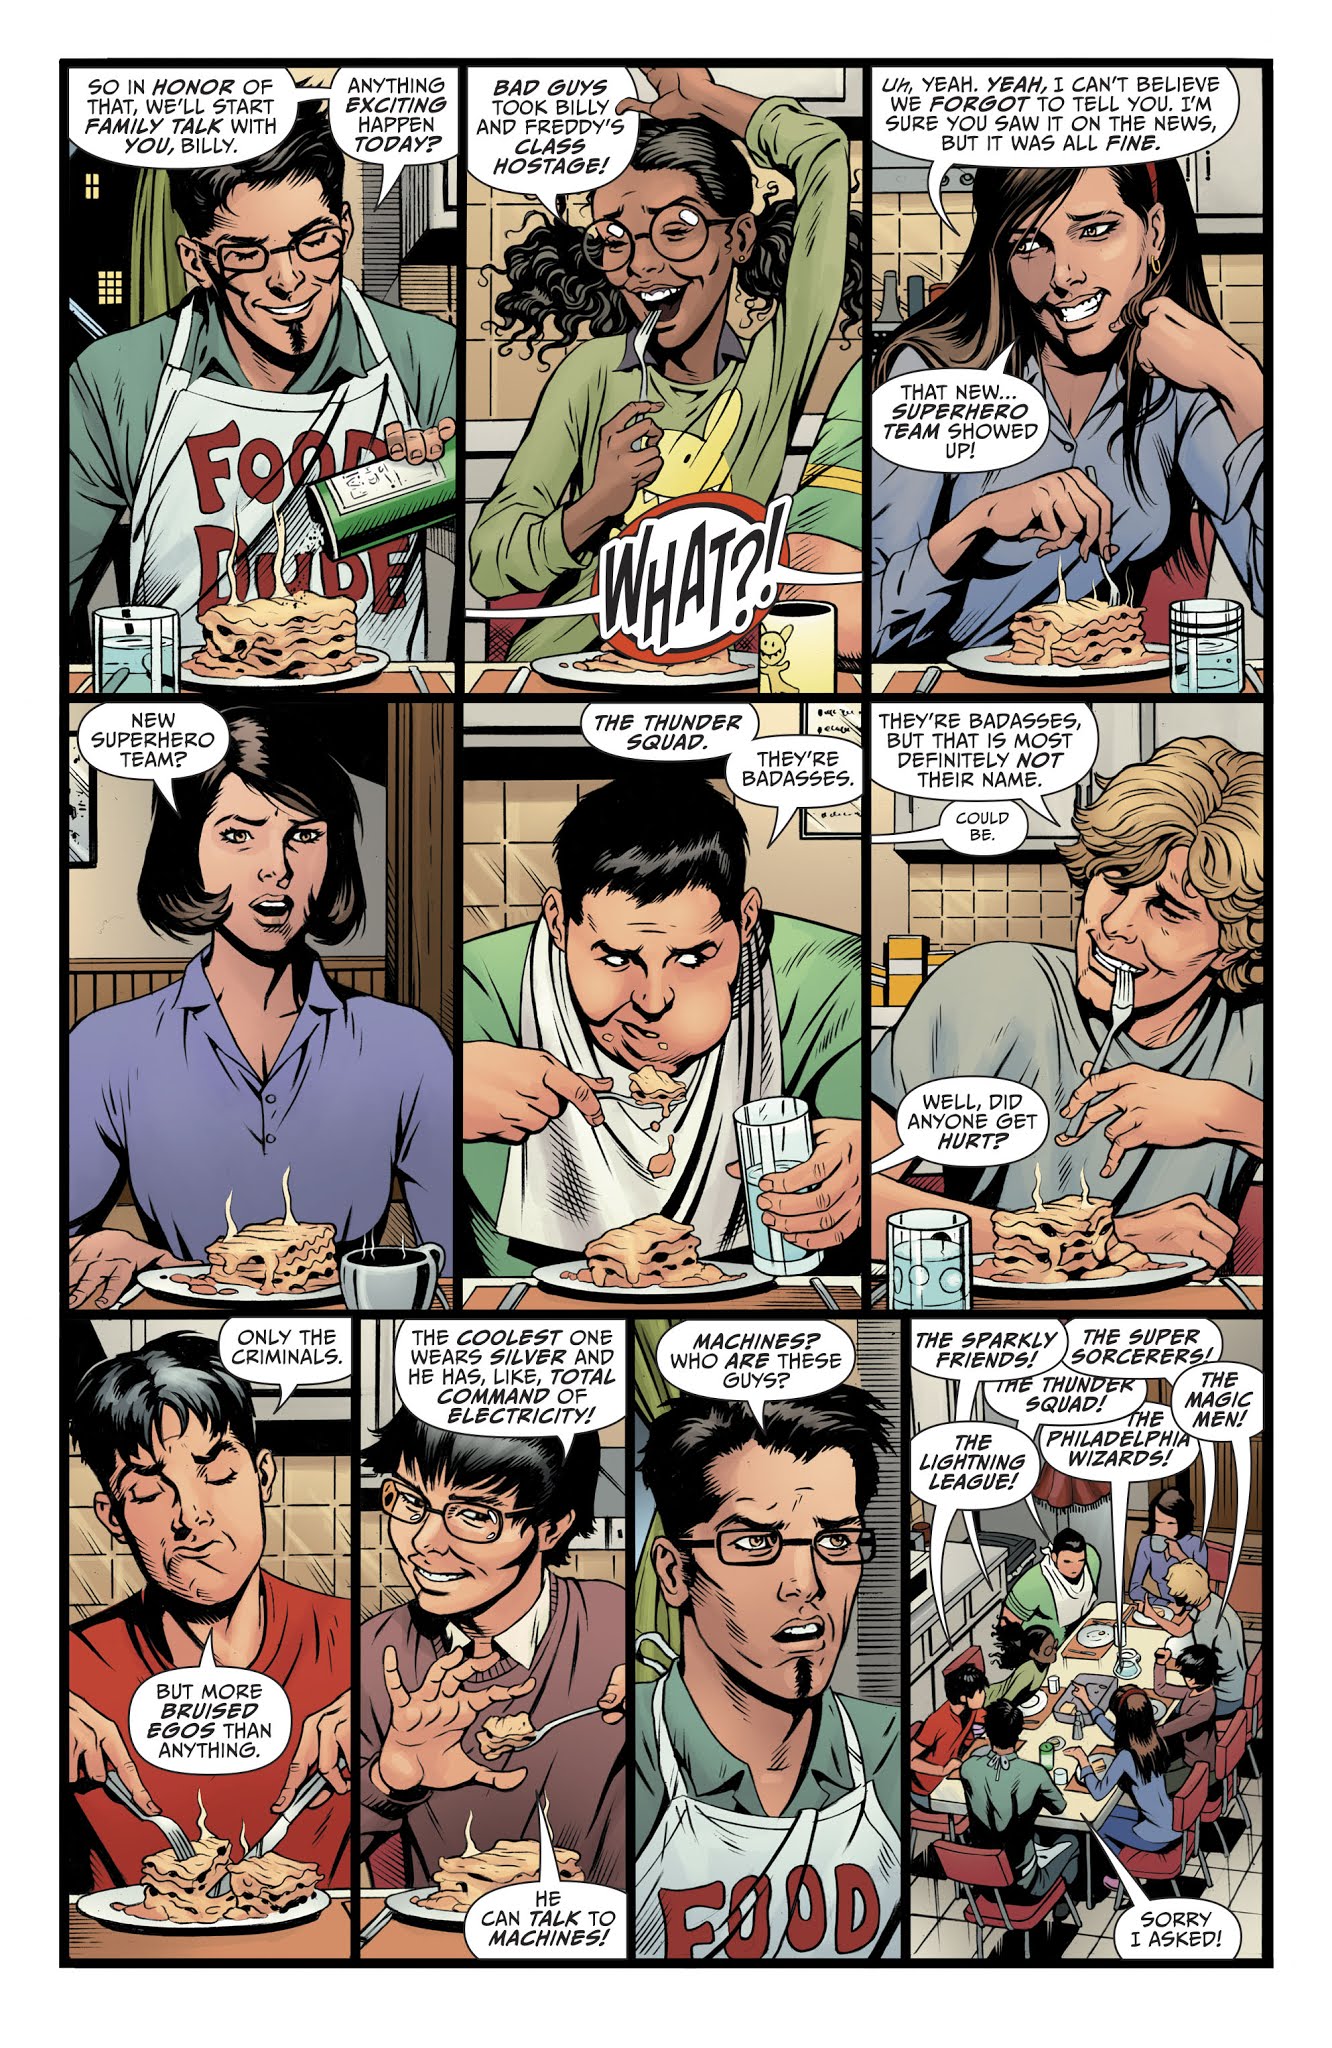 SO IN HONOR OF
THAT, WE'LL START
FAMILY TALK WITH
YOU, BILLY.
ANYTHING
EXCITING
HAPPEN
TODAY?
FOOD
DUDE
BAD GUYS
TOOK BILLY
AND FREDDY'S
CLASS
HOSTAGE!
WHAT?!
Uh, YEAH. YEAH, I CAN'T BELIEVE
WE FORGOT TO TELL YOU. I'M
SURE YOU SAW IT ON THE NEWS,
BUT IT WAS ALL FINE.
THAT NEW...
SUPERHERO
TEAM SHOWED
UP!
NEW
SUPERHERO
TEAM?
THE THUNDER
SQUAD.
THEY'RE
BADASSES.
THEY'RE BADASSES,
BUT THAT IS MOST
DEFINITELY NOT
THEIR NAME.
COULD
BE.
WELL, DID
ANYONE GET
HURT?
ONLY THE
CRIMINALS.
BUT MORE
BRUISED
EGOS THAN
ANYTHING.
THE COOLEST ONE
WEARS SILVER AND
HE HAS, LIKE, TOTAL
COMMAND OF
ELECTRICITY!
HE
CAN TALK TO
MACHINES!
MACHINES?
WHO ARE THESE
GUYS?
FOOD
THE SPARKLY
FRIENDS!
THE SUPER
SORCERERS!
THE
LIGHTNING
LEAGUE!
THE THUNDER
SQUAD!
THE
PHILADELPHIA
WIZARDS!
THE
MAGIC
MEN!
SORRY
I ASKED!